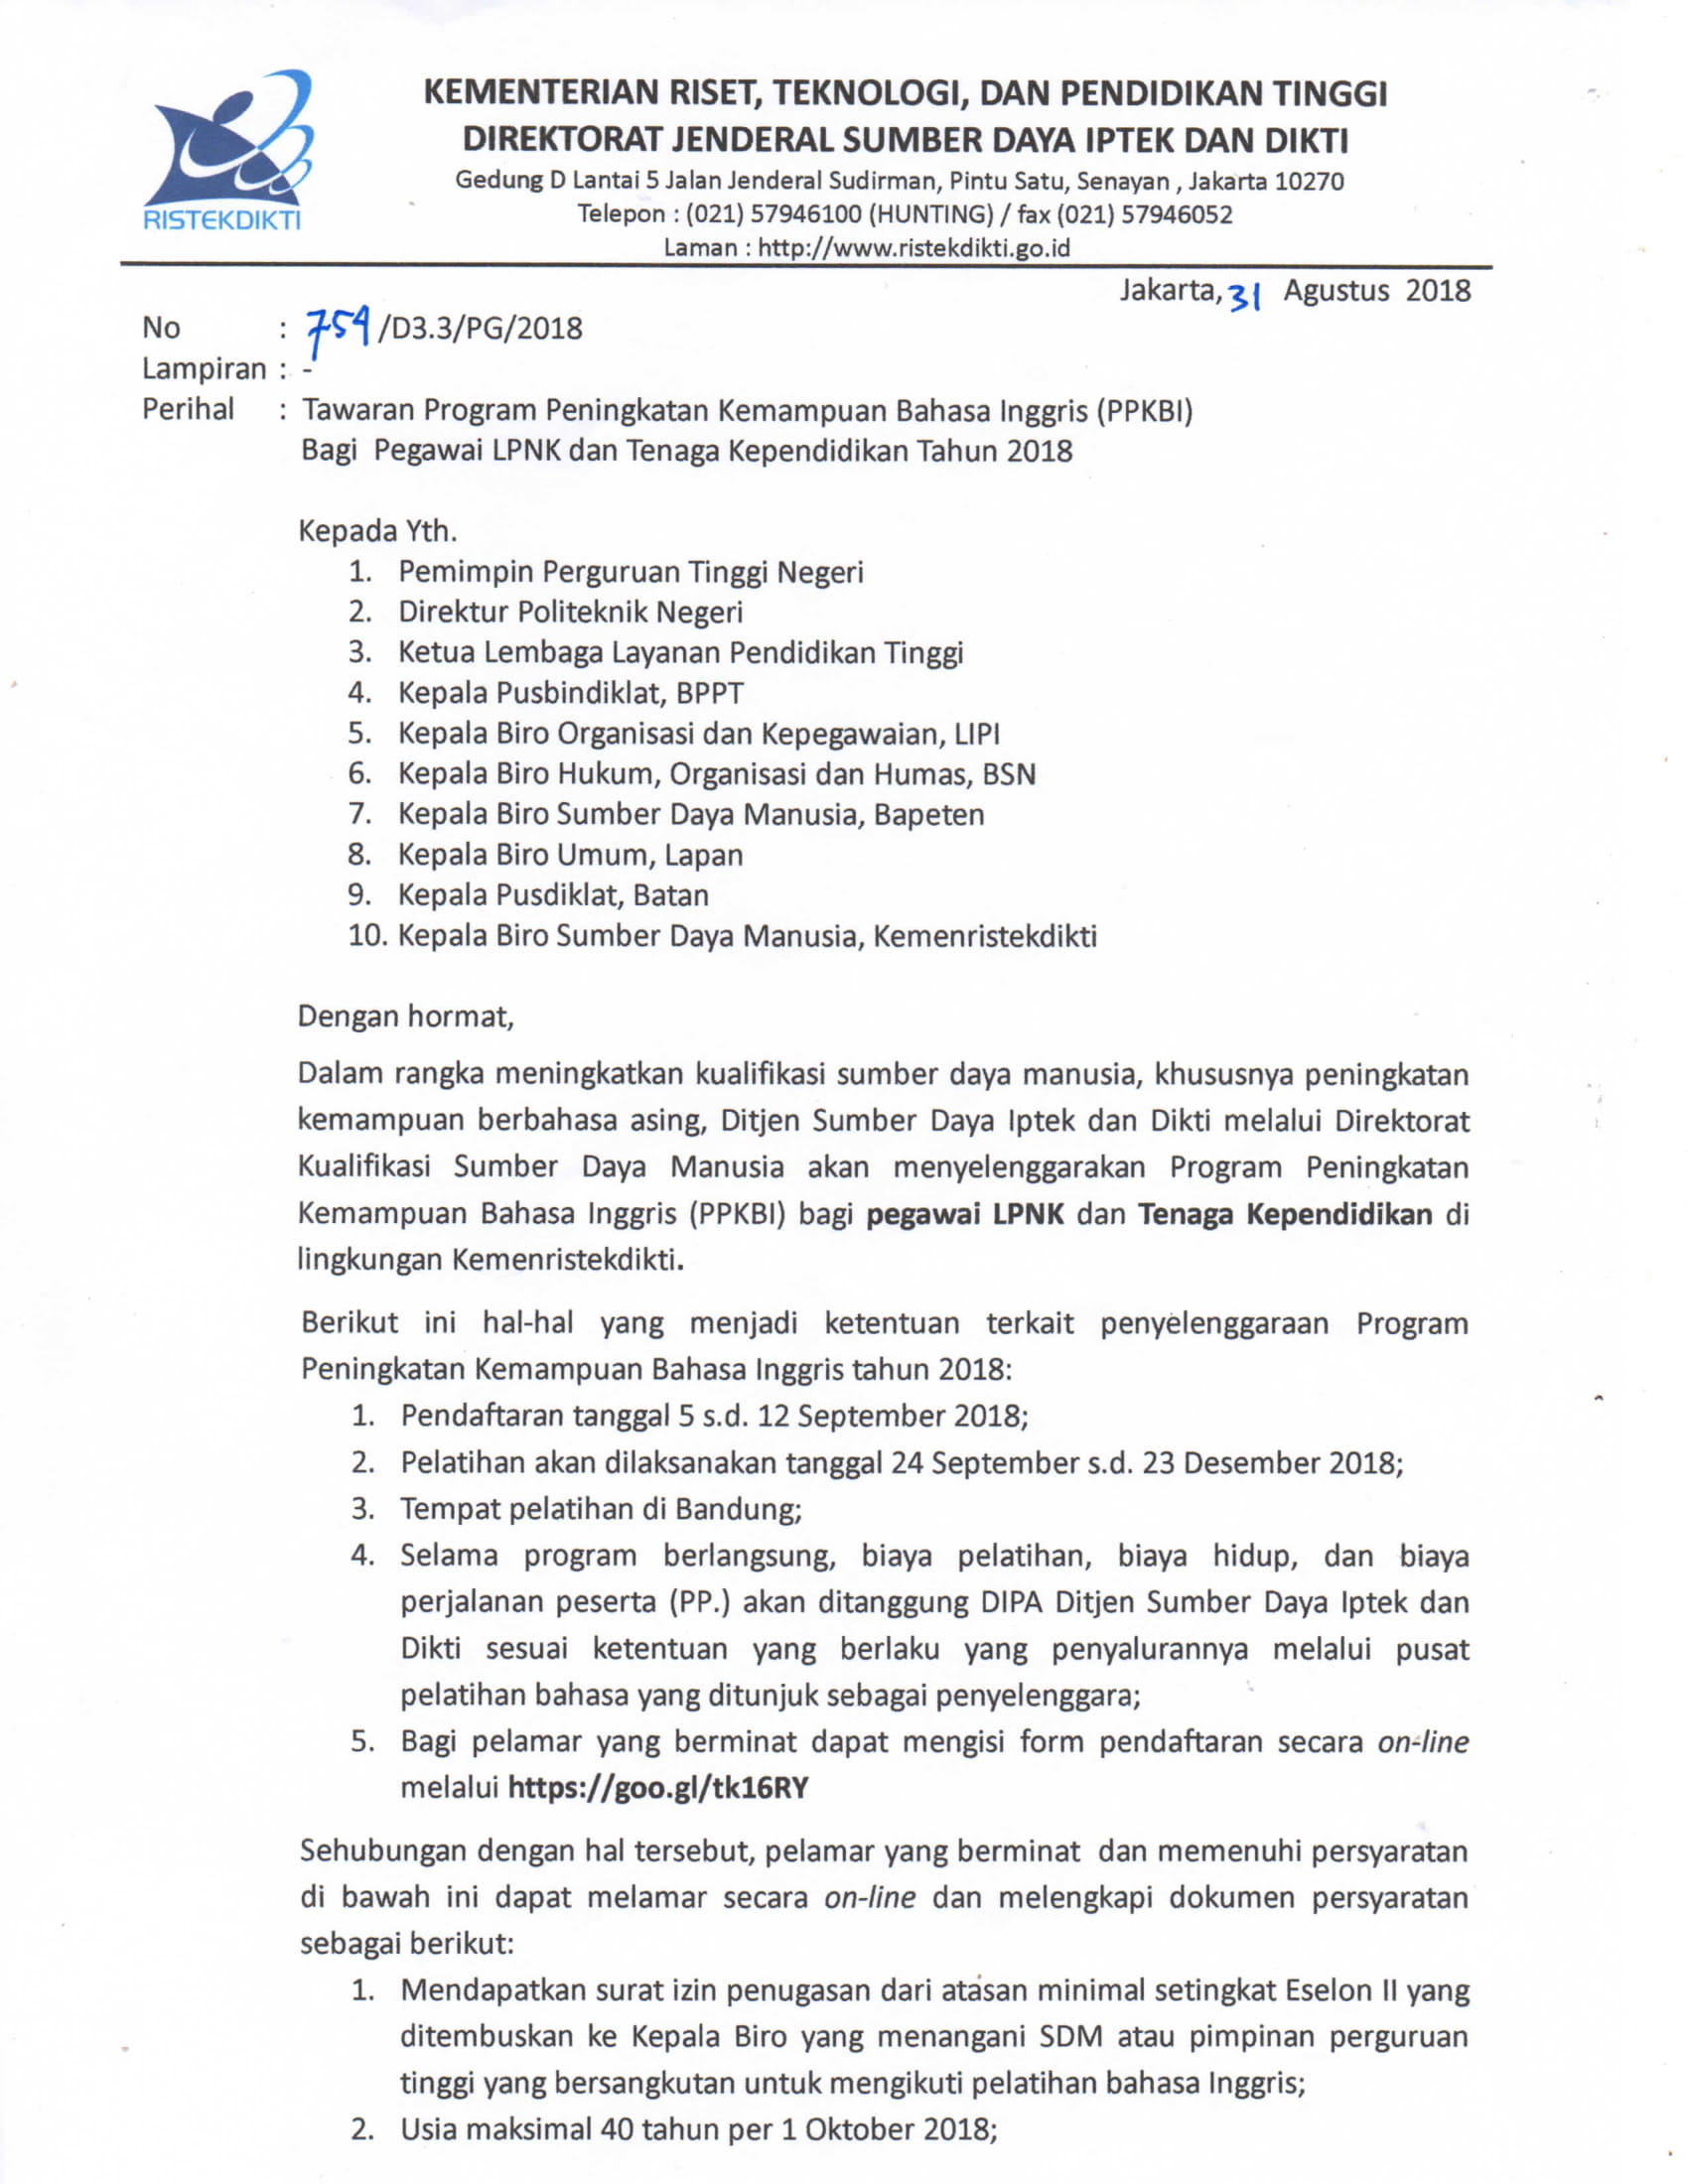 KEMENTERIAN RISET, TEKNOLOGI, DAN PENDIDIKAN TINGGI
DIREKTORAT JENDERAL SUMBER DAYA IPTEK DAN DIKTI
Gedung D Lantai 5 Jalan Jenderal Sudirman, Pintu Satu, Senayan , Jakarta 10270
Telepon : (021) 57946100 (HUNTING) / fax (021) 57946052
Laman : http://www.ristekdikti.go.id
RISTEKDIKTI
Jakarta, 31 Agustus 2018
No : 754/D3.3/PG/2018
Lampiran : -
Perihal : Tawaran Program Peningkatan Kemampuan Bahasa Inggris (PPKBI)
Bagi Pegawai LPNK dan Tenaga Kependidikan Tahun 2018
Kepada Yth.
1. Pemimpin Perguruan Tinggi Negeri
2. Direktur Politeknik Negeri
3. Ketua Lembaga Layanan Pendidikan Tinggi
4. Kepala Pusbindiklat, BPPT
5. Kepala Biro Organisasi dan Kepegawaian, LIPI
6. Kepala Biro Hukum, Organisasi dan Humas, BSN
7. Kepala Biro Sumber Daya Manusia, Bapeten
8. Kepala Biro Umum, Lapan
9. Kepala Pusdiklat, Batan
10. Kepala Biro Sumber Daya Manusia, Kemenristekdikti
Dengan hormat,
Dalam rangka meningkatkan kualifikasi sumber daya manusia, khususnya peningkatan
kemampuan berbahasa asing, Ditjen Sumber Daya Iptek dan Dikti melalui Direktorat
Kualifikasi Sumber Daya Manusia akan menyelenggarakan Program Peningkatan
Kemampuan Bahasa Inggris (PPKBI) bagi pegawai LPNK dan Tenaga Kependidikan di
lingkungan Kemenristekdikti.
Berikut ini hal-hal yang menjadi ketentuan terkait penyelenggaraan Program
Peningkatan Kemampuan Bahasa Inggris tahun 2018:
1. Pendaftaran tanggal 5 s.d. 12 September 2018;
2. Pelatihan akan dilaksanakan tanggal 24 September s.d. 23 Desember 2018;
3. Tempat pelatihan di Bandung;
4. Selama program berlangsung, biaya pelatihan, biaya hidup, dan biaya
perjalanan peserta (PP.) akan ditanggung DIPA Ditjen Sumber Daya Iptek dan
Dikti sesuai ketentuan yang berlaku yang penyalurannya melalui pusat
pelatihan bahasa yang ditunjuk sebagai penyelenggara;
5. Bagi pelamar yang berminat dapat mengisi form pendaftaran secara on-line
melalui https://goo.gl/tk16RY
Sehubungan dengan hal tersebut, pelamar yang berminat dan memenuhi persyaratan
di bawah ini dapat melamar secara on-line dan melengkapi dokumen persyaratan
sebagai berikut:
1. Mendapatkan surat izin penugasan dari atasan minimal setingkat Eselon II yang
ditembuskan ke Kepala Biro yang menangani SDM atau pimpinan perguruan
tinggi yang bersangkutan untuk mengikuti pelatihan bahasa Inggris;
2. Usia maksimal 40 tahun per 1 Oktober 2018;